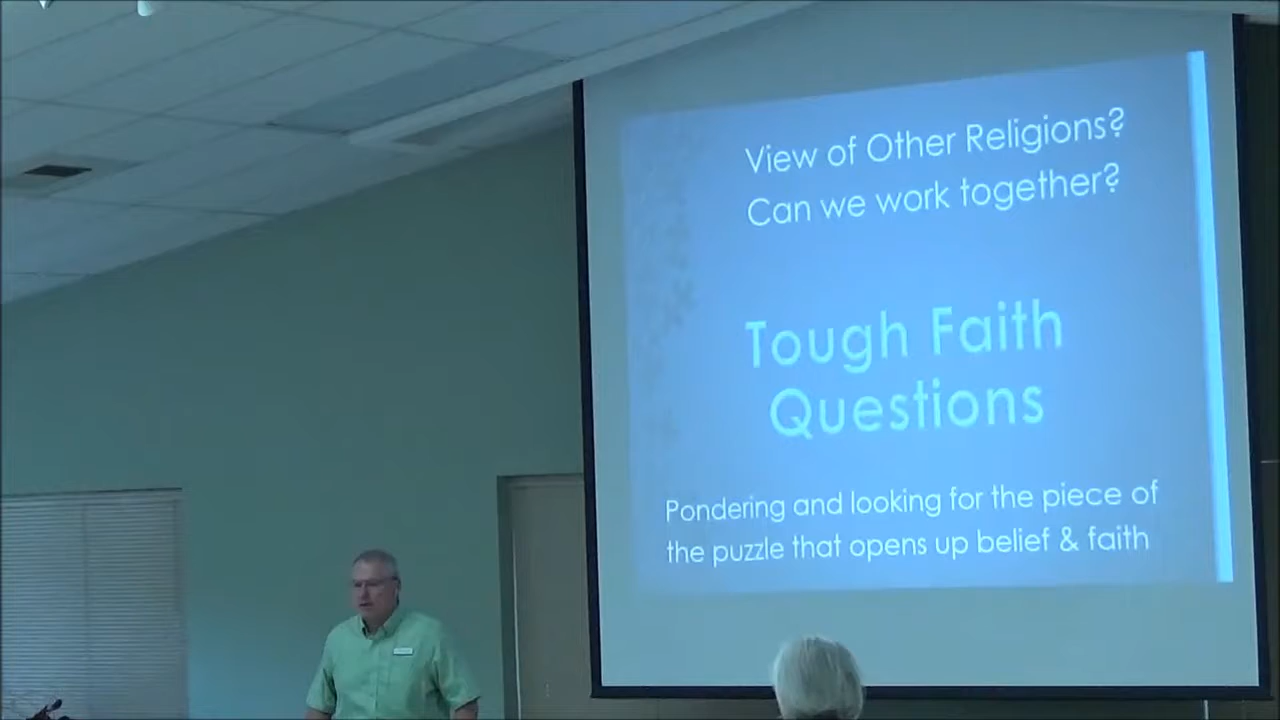 View of Other Religions?
Can we work together?
Tough Faith
Questions
Pondering and looking for the piece of
the puzzle that opens up belief & faith